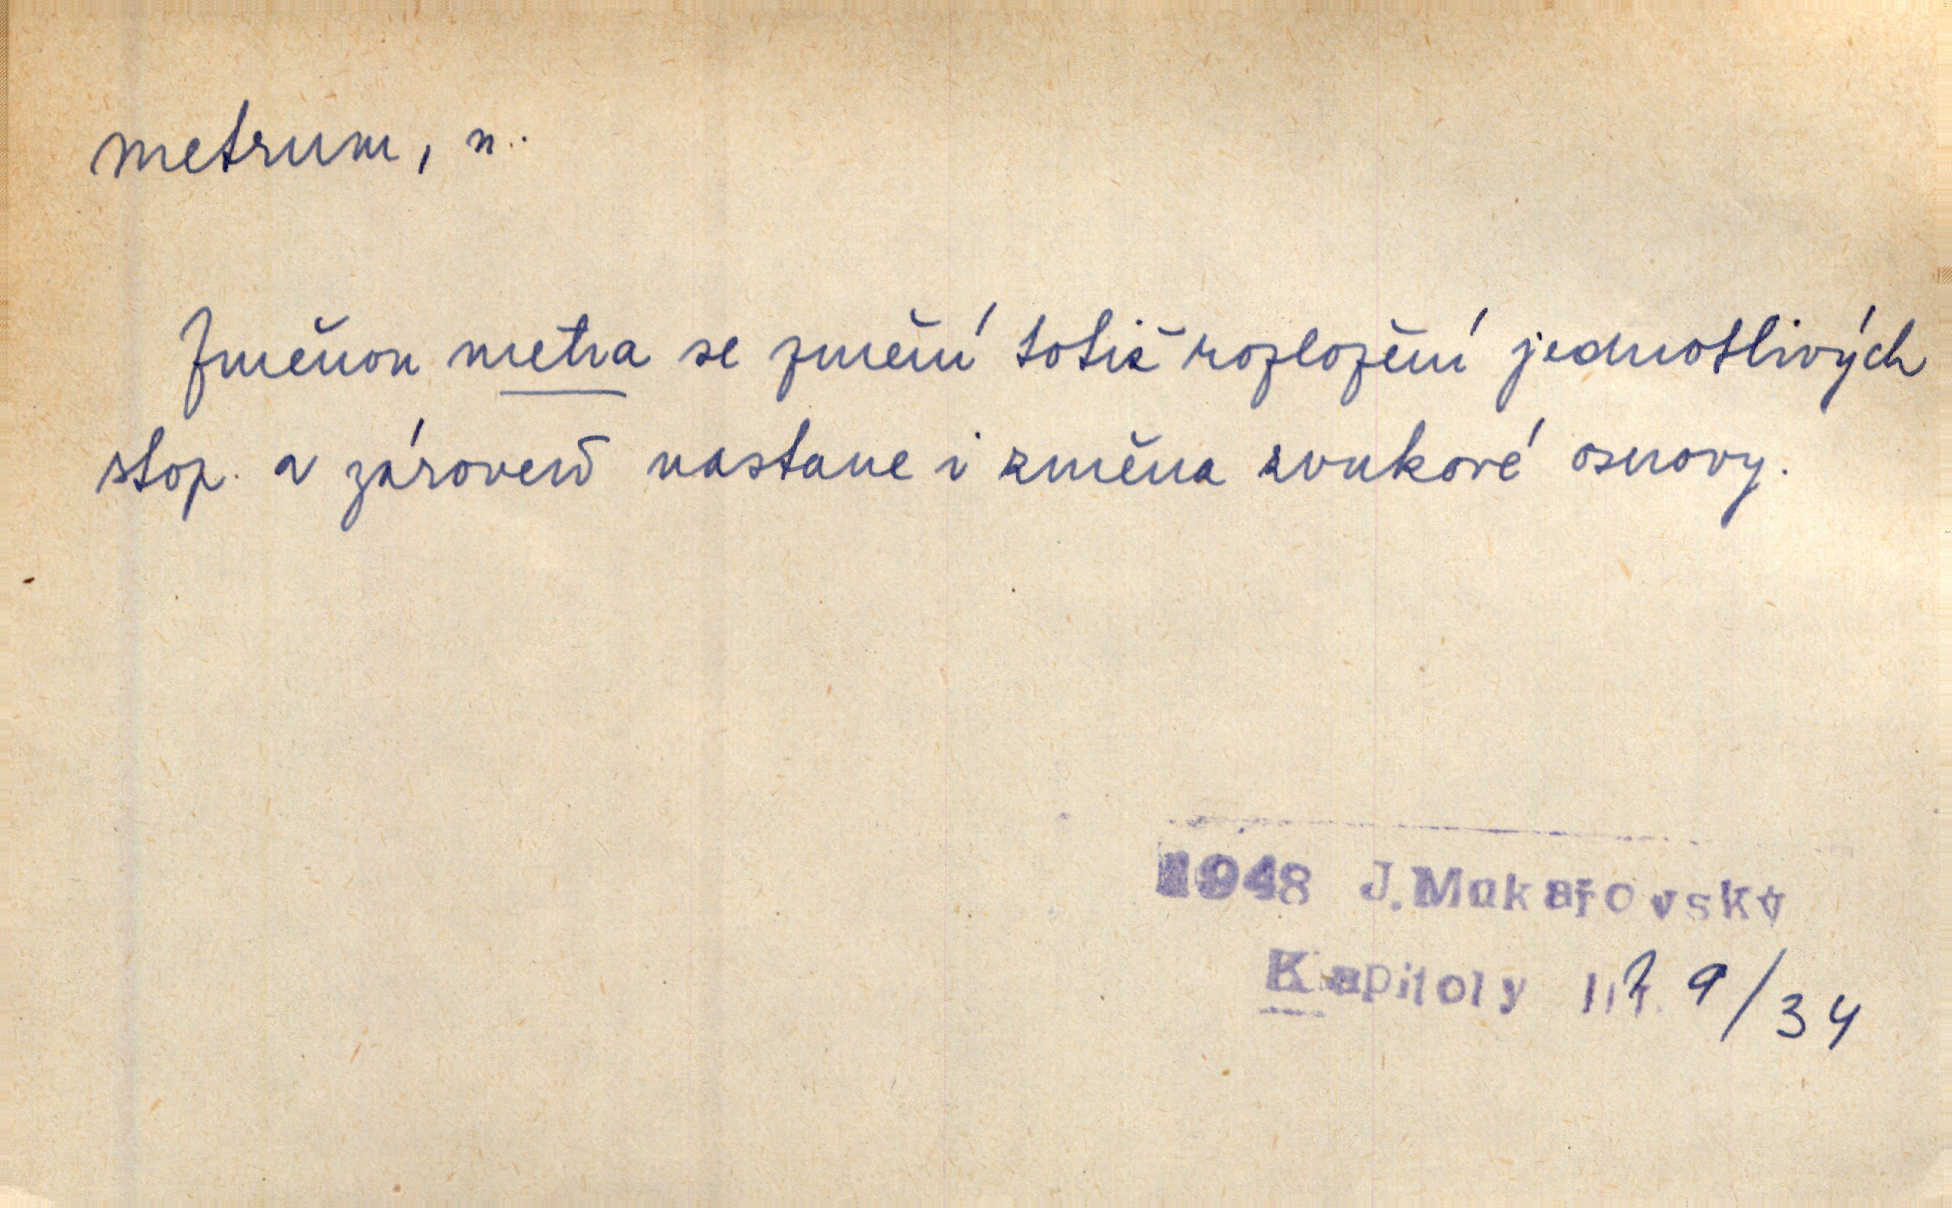 metrum, n.
Změnou metra se změní totiž rozložení jednotlivých
stop a zároveň nastane i změna zvukové osnovy.
1948 J.Mukařovský
Kapitoly 9/34